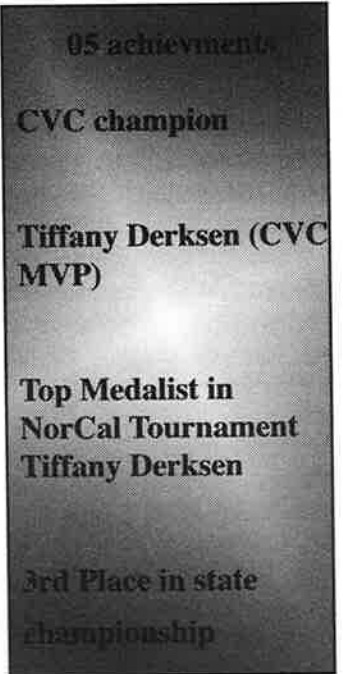 05 achievments
CVC champion
Tiffany Derksen (CVC
MVP)
Top Medalist in
NorCal Tournament
Tiffany Derksen
3rd Place in state
championship